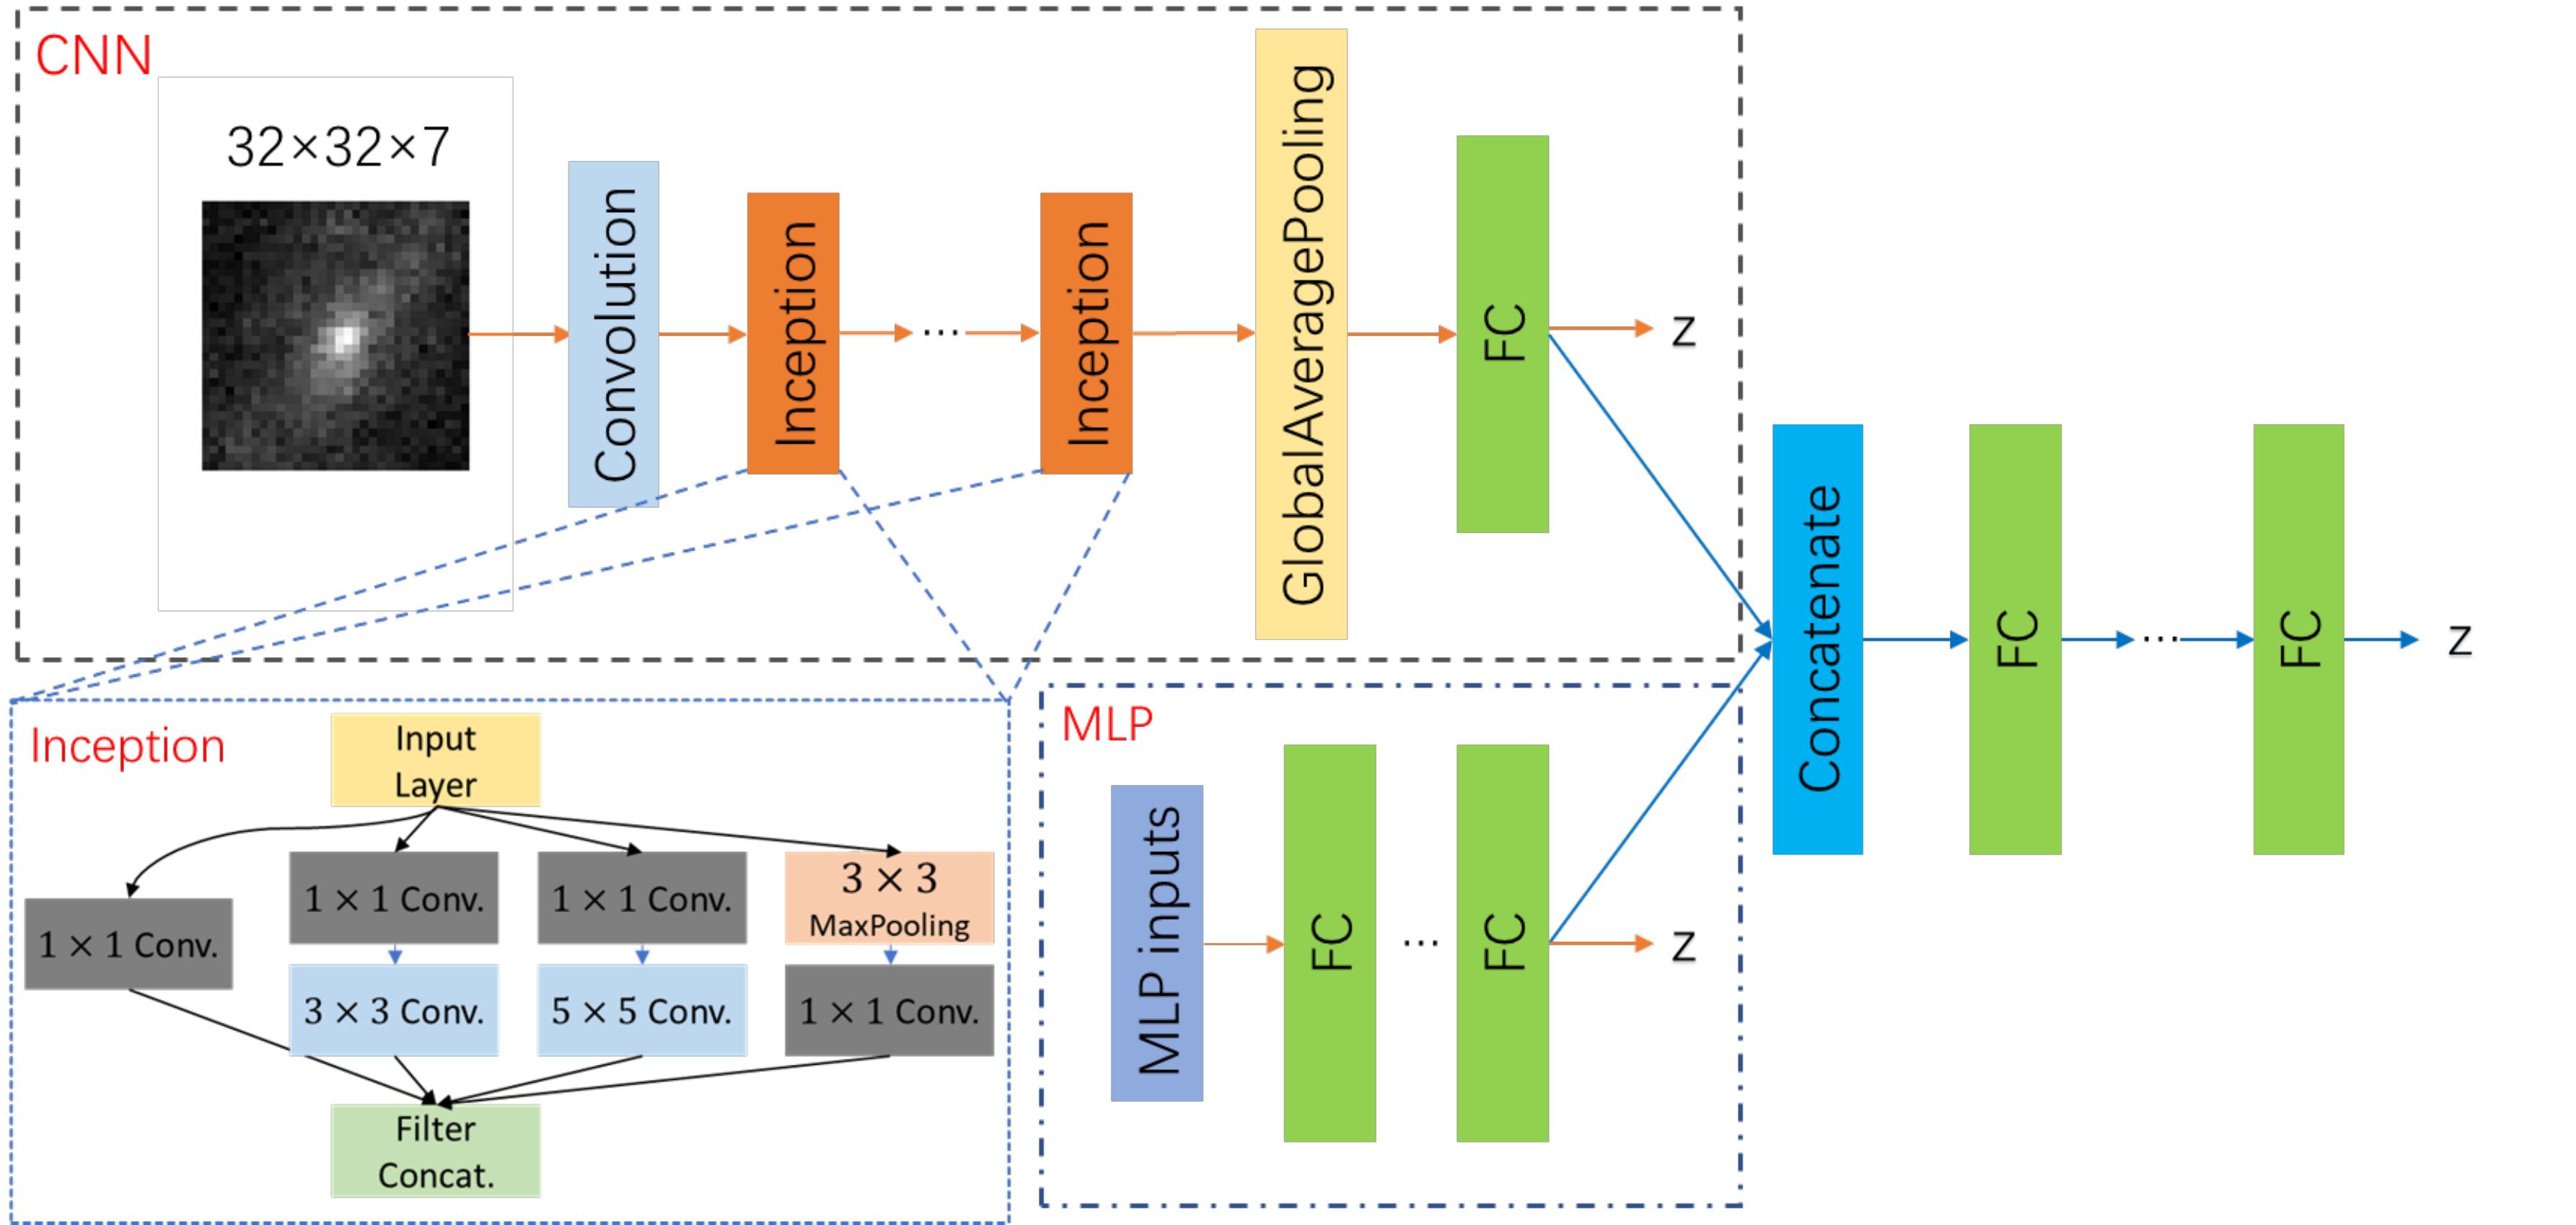 CNN
32×32×7
Convolution
Inception
...
Inception
GlobalAveragePooling
FC
z
Concatenate
FC
...
FC
z
Inception
Input
Layer
1 × 1 Conv.
1 × 1 Conv.
1 × 1 Conv.
3 × 3
MaxPooling
3 × 3 Conv.
5 × 5 Conv.
1 × 1 Conv.
Filter
Concat.
MLP
MLP inputs
FC
...
FC
z